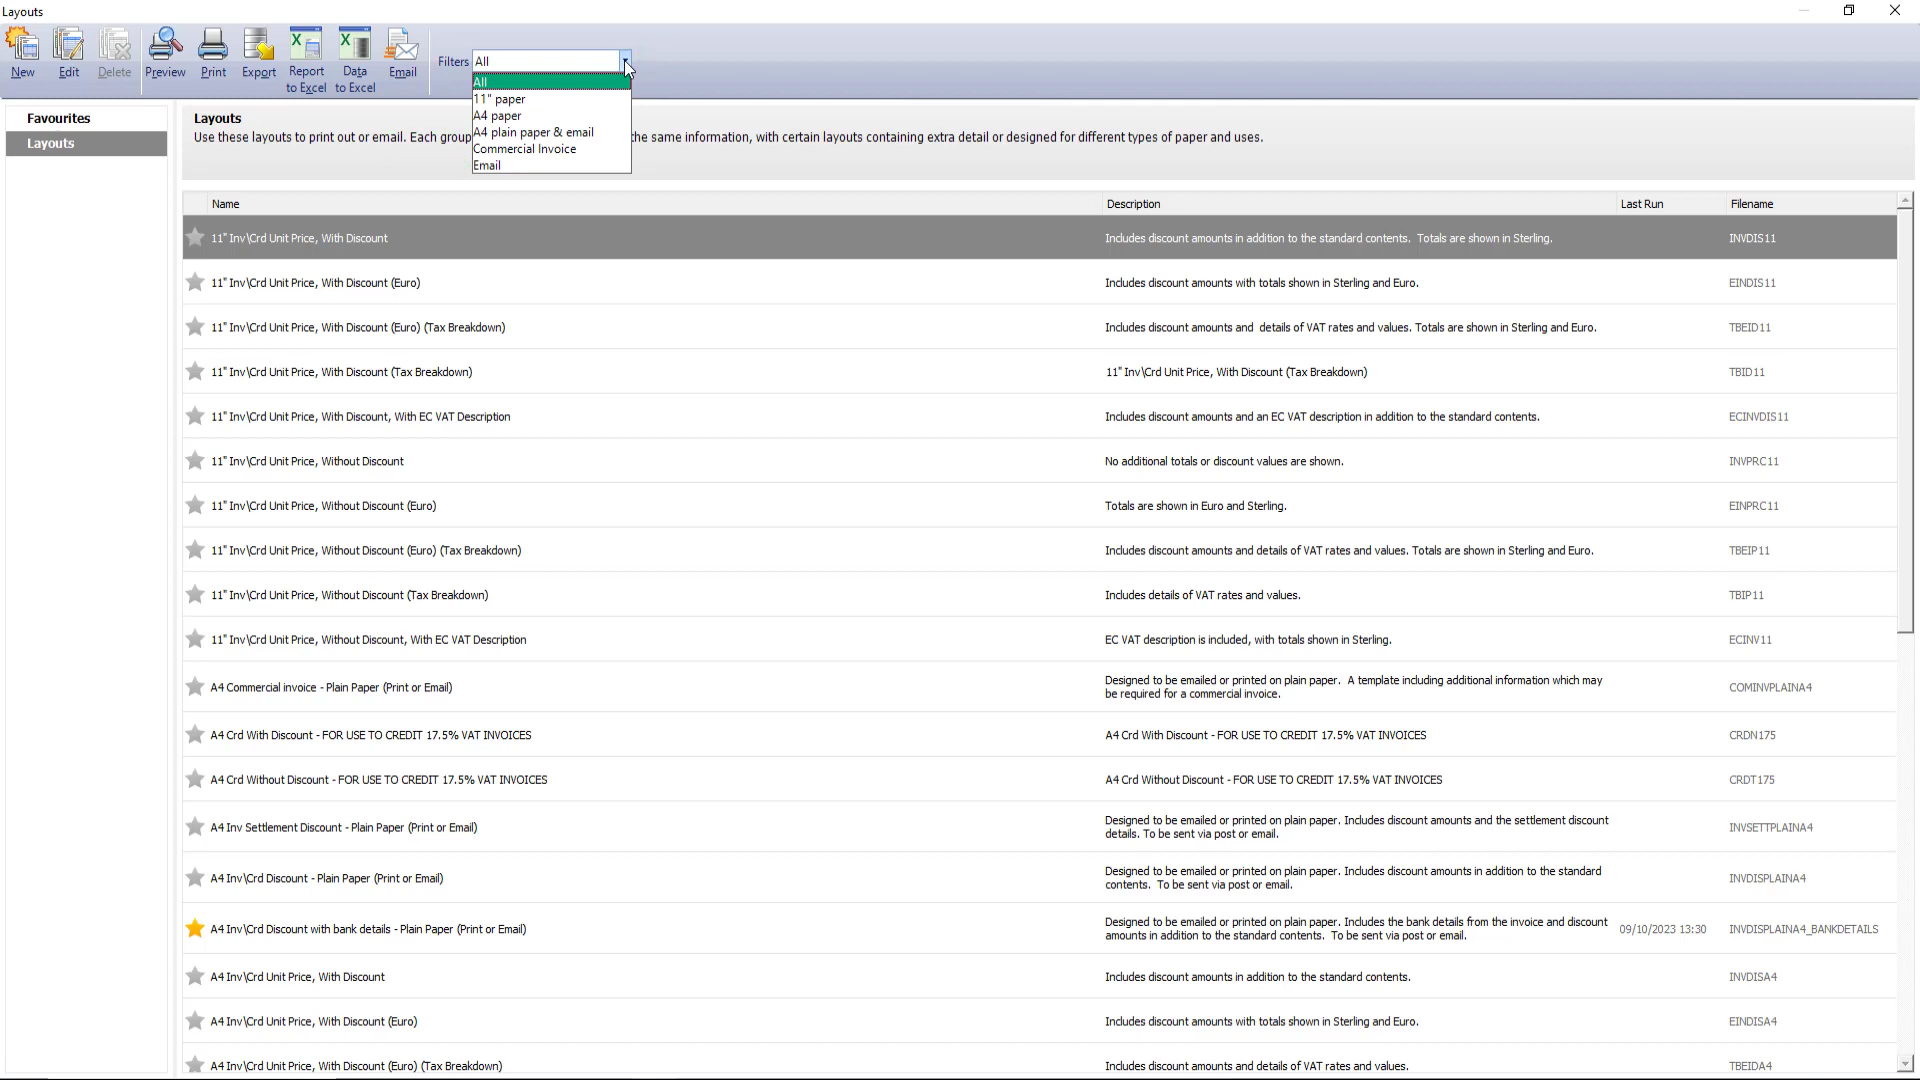 Layouts
New
Edit
Delete
Preview
Print
Export
Report
to Excel
Data
to Excel
Email
Filters
All
All
11" paper
A4 paper
A4 plain paper & email
Commercial Invoice
Email
Favourites
Layouts
Layouts
Use these layouts to print out or email. Each group the same information, with certain layouts containing extra detail or designed for different types of paper and uses.
Name Description Last Run Filename
11" Inv\Crd Unit Price, With Discount Includes discount amounts in addition to the standard contents. Totals are shown in Sterling. INVDIS11
11" Inv\Crd Unit Price, With Discount (Euro) Includes discount amounts with totals shown in Sterling and Euro. EINDIS11
11" Inv\Crd Unit Price, With Discount (Euro) (Tax Breakdown) Includes discount amounts and details of VAT rates and values. Totals are shown in Sterling and Euro. TBEID11
11" Inv\Crd Unit Price, With Discount (Tax Breakdown) 11" Inv\Crd Unit Price, With Discount (Tax Breakdown) TBID11
11" Inv\Crd Unit Price, With Discount, With EC VAT Description Includes discount amounts and an EC VAT description in addition to the standard contents. ECINVDIS11
11" Inv\Crd Unit Price, Without Discount No additional totals or discount values are shown. INVPRC11
11" Inv\Crd Unit Price, Without Discount (Euro) Totals are shown in Euro and Sterling. EINPRC11
11" Inv\Crd Unit Price, Without Discount (Euro) (Tax Breakdown) Includes discount amounts and details of VAT rates and values. Totals are shown in Sterling and Euro. TBEIP11
11" Inv\Crd Unit Price, Without Discount (Tax Breakdown) Includes details of VAT rates and values. TBIP11
11" Inv\Crd Unit Price, Without Discount, With EC VAT Description EC VAT description is included, with totals shown in Sterling. ECINV11
A4 Commercial invoice - Plain Paper (Print or Email) Designed to be emailed or printed on plain paper. A template including additional information which may
be required for a commercial invoice. COMINVPLAINA4
A4 Crd With Discount - FOR USE TO CREDIT 17.5% VAT INVOICES A4 Crd With Discount - FOR USE TO CREDIT 17.5% VAT INVOICES CRDN175
A4 Crd Without Discount - FOR USE TO CREDIT 17.5% VAT INVOICES A4 Crd Without Discount - FOR USE TO CREDIT 17.5% VAT INVOICES CRDT175
A4 Inv Settlement Discount - Plain Paper (Print or Email) Designed to be emailed or printed on plain paper. Includes discount amounts and the settlement discount
details. To be sent via post or email. INVSETTPLAINA4
A4 Inv\Crd Discount - Plain Paper (Print or Email) Designed to be emailed or printed on plain paper. Includes discount amounts in addition to the standard
contents. To be sent via post or email. INVDISPLAINA4
A4 Inv\Crd Discount with bank details - Plain Paper (Print or Email) Designed to be emailed or printed on plain paper. Includes the bank details from the invoice and discount
amounts in addition to the standard contents. To be sent via post or email. 09/10/2023 13:30 INVDISPLAINA4_BANKDETAILS
A4 Inv\Crd Unit Price, With Discount Includes discount amounts in addition to the standard contents. INVDISA4
A4 Inv\Crd Unit Price, With Discount (Euro) Includes discount amounts with totals shown in Sterling and Euro. EINDISA4
A4 Inv\Crd Unit Price, With Discount (Euro) (Tax Breakdown) Includes discount amounts and details of VAT rates and values. TBEIDA4